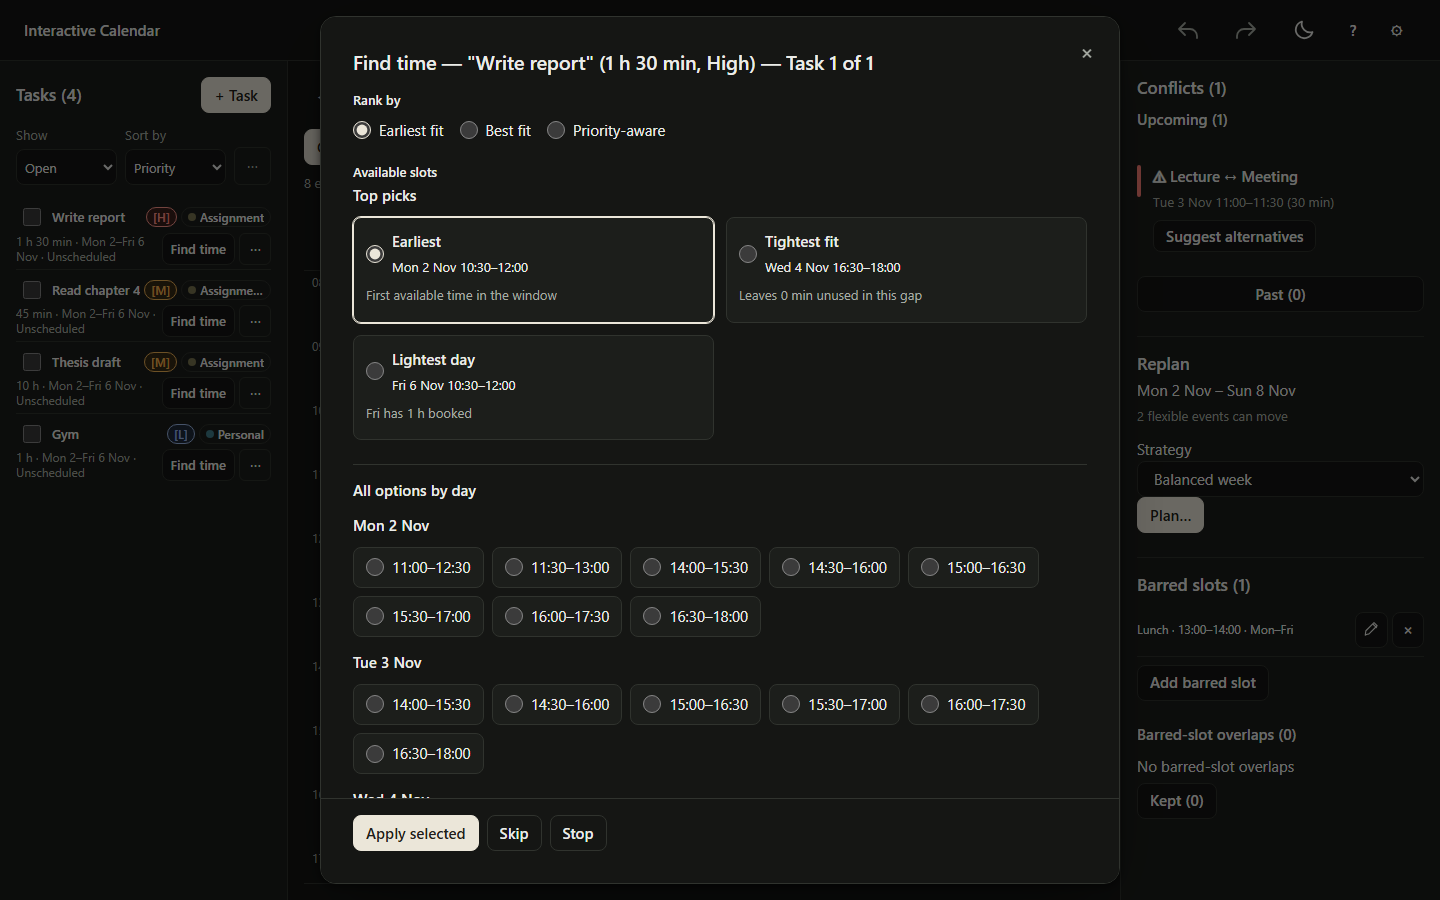 Interactive Calendar
?
Tasks (4)
+ Task
Show
Sort by
Open
Priority
...
Write report
[H]
Assignment
1 h 30 min · Mon 2–Fri 6
Nov · Unscheduled
Find time
...
Read chapter 4
[M]
Assignme...
45 min · Mon 2–Fri 6 Nov ·
Unscheduled
Find time
...
Thesis draft
[M]
Assignment
10 h · Mon 2–Fri 6 Nov ·
Unscheduled
Find time
...
Gym
[L]
Personal
1 h · Mon 2–Fri 6 Nov ·
Unscheduled
Find time
...
Find time — "Write report" (1 h 30 min, High) — Task 1 of 1
×
Rank by
Earliest fit
Best fit
Priority-aware
Available slots
Top picks
Earliest
Mon 2 Nov 10:30–12:00
First available time in the window
Tightest fit
Wed 4 Nov 16:30–18:00
Leaves 0 min unused in this gap
Lightest day
Fri 6 Nov 10:30–12:00
Fri has 1 h booked
All options by day
Mon 2 Nov
11:00–12:30
11:30–13:00
14:00–15:30
14:30–16:00
15:00–16:30
15:30–17:00
16:00–17:30
16:30–18:00
Tue 3 Nov
14:00–15:30
14:30–16:00
15:00–16:30
15:30–17:00
16:00–17:30
16:30–18:00
Wed 4 Nov
Apply selected
Skip
Stop
Conflicts (1)
Upcoming (1)
⚠ Lecture ↔ Meeting
Tue 3 Nov 11:00–11:30 (30 min)
Suggest alternatives
Past (0)
Replan
Mon 2 Nov – Sun 8 Nov
2 flexible events can move
Strategy
Balanced week
Plan...
Barred slots (1)
Lunch · 13:00–14:00 · Mon–Fri
×
Add barred slot
Barred-slot overlaps (0)
No barred-slot overlaps
Kept (0)